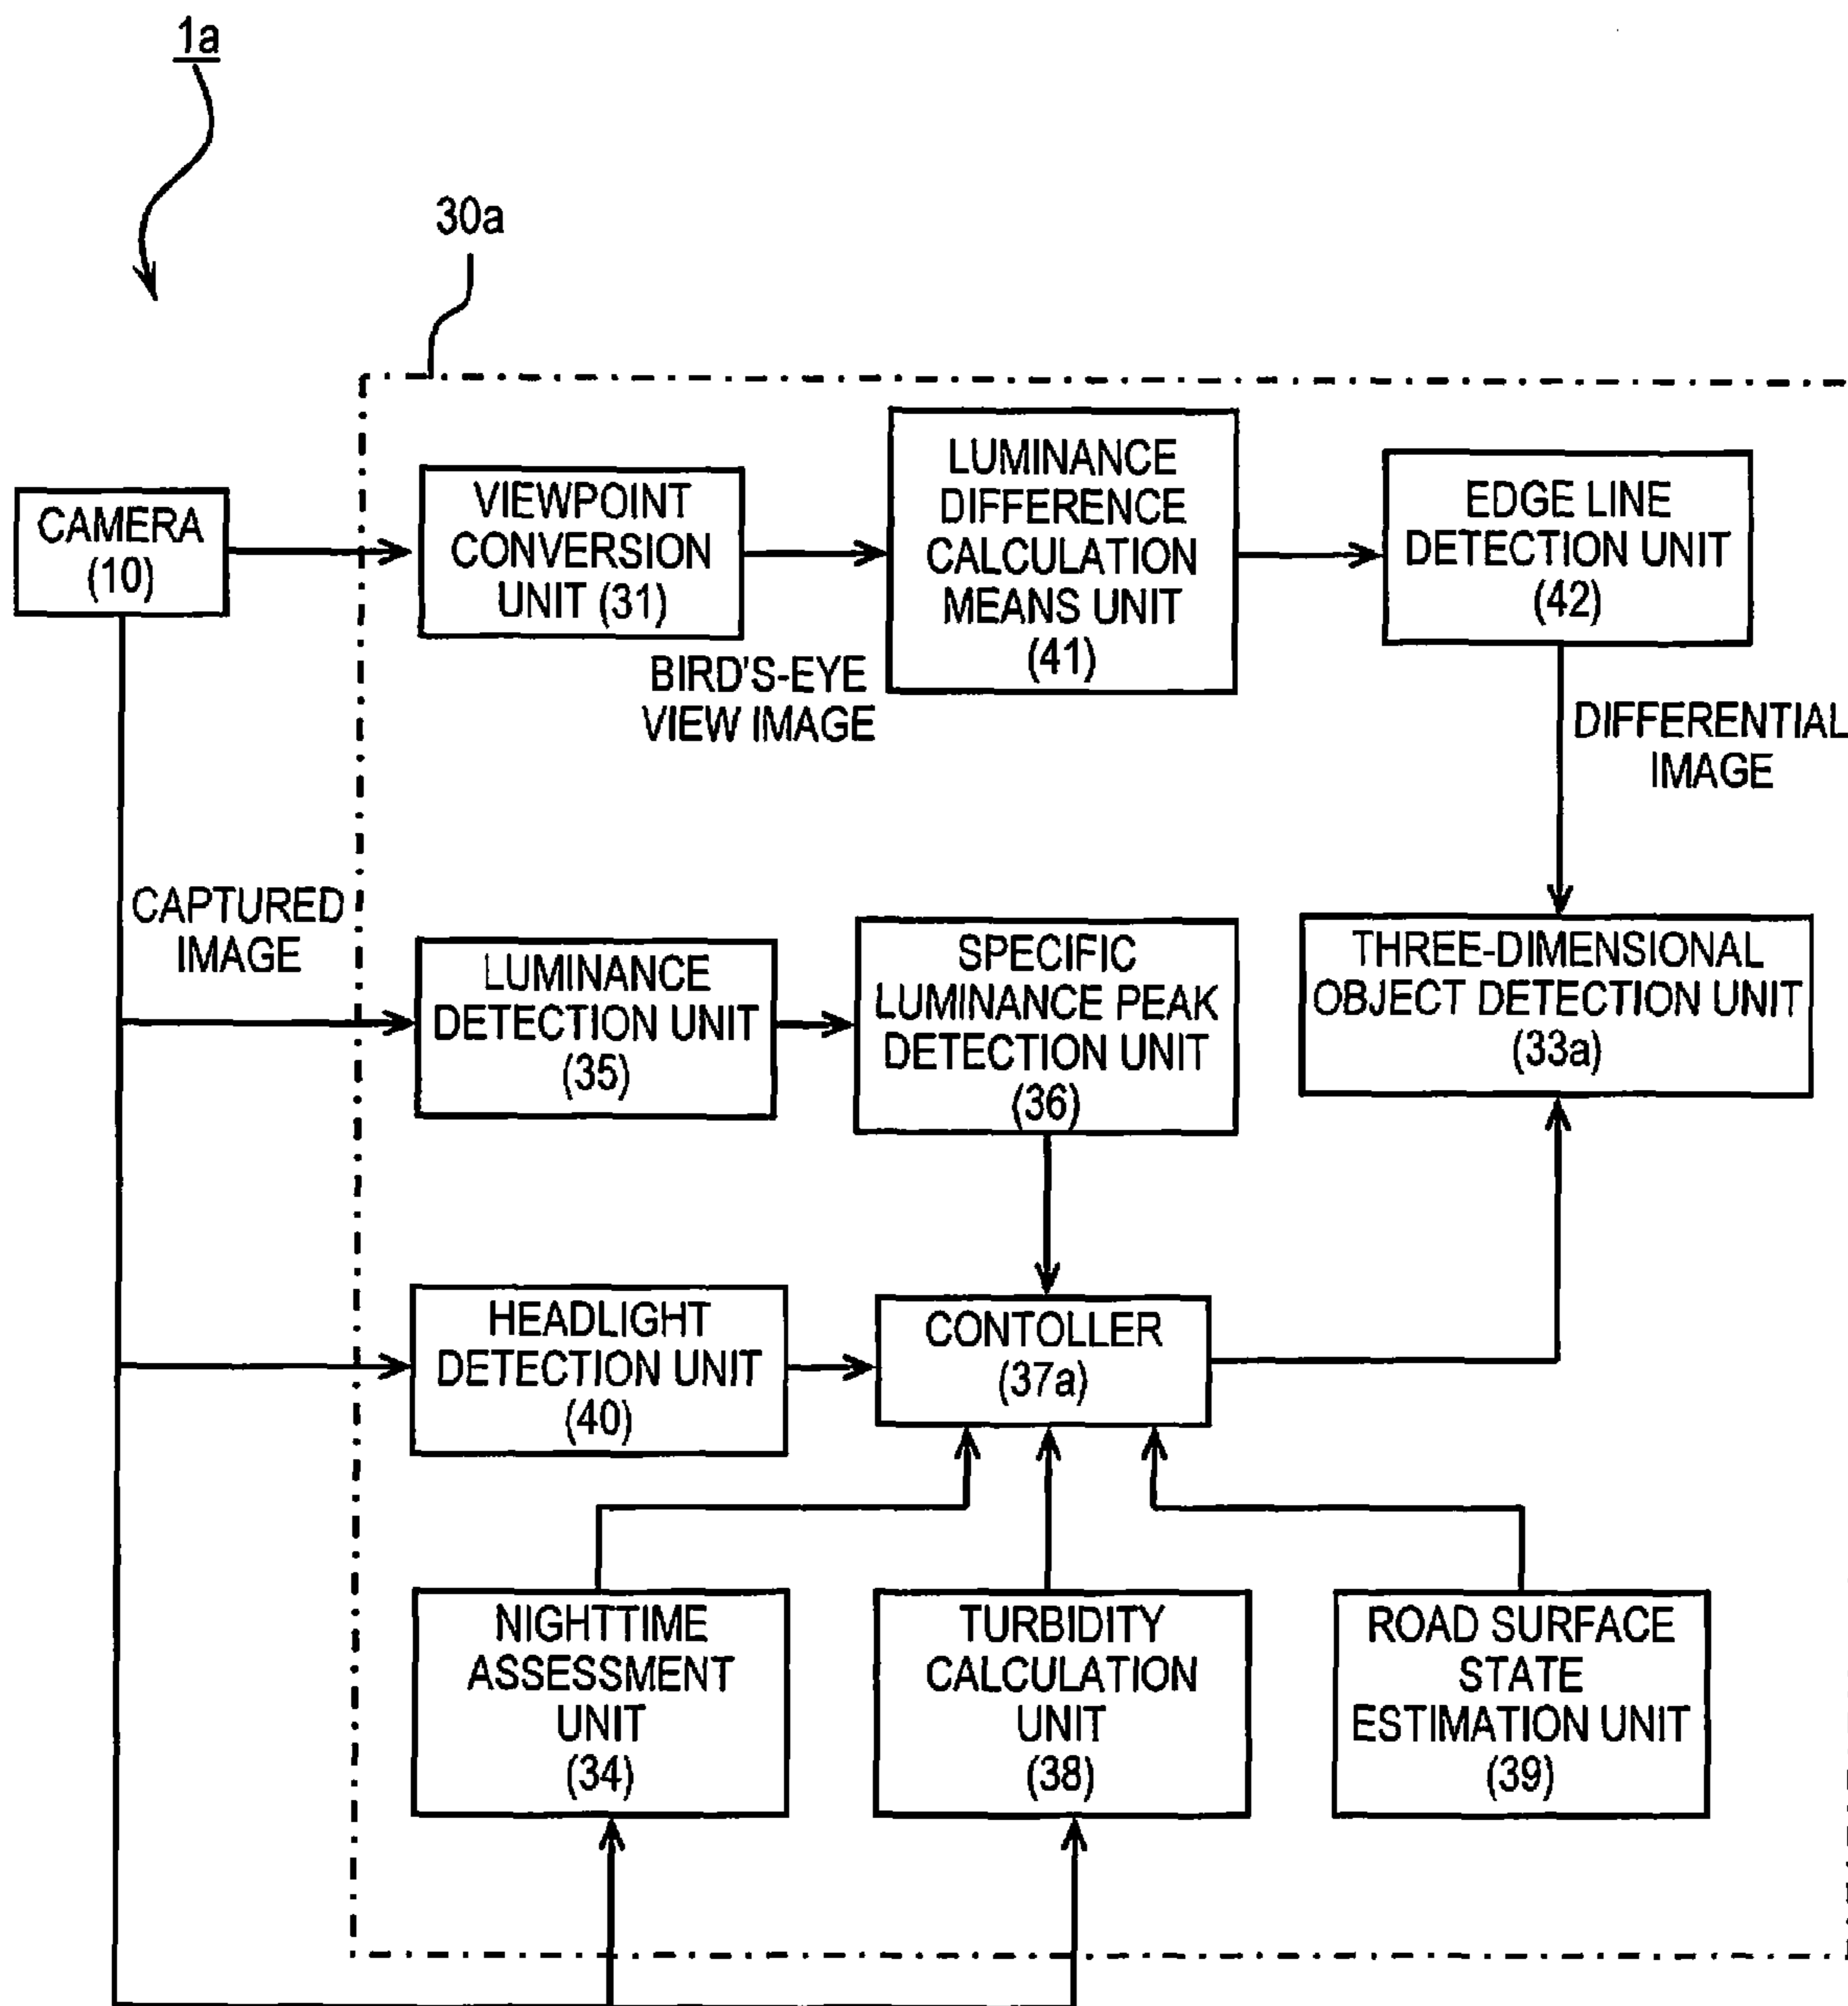 1a
30a
CAMERA
(10)
VIEWPOINT
CONVERSION
UNIT (31)
LUMINANCE
DIFFERENCE
CALCULATION
MEANS UNIT
(41)
EDGE LINE
DETECTION UNIT
(42)
BIRD'S-EYE
VIEW IMAGE
DIFFERENTIAL
IMAGE
CAPTURED
IMAGE
LUMINANCE
DETECTION UNIT
(35)
SPECIFIC
LUMINANCE PEAK
DETECTION UNIT
(36)
THREE-DIMENSIONAL
OBJECT DETECTION UNIT
(33a)
HEADLIGHT
DETECTION UNIT
(40)
CONTOLLER
(37a)
NIGHTTIME
ASSESSMENT
UNIT
(34)
TURBIDITY
CALCULATION
UNIT
(38)
ROAD SURFACE
STATE
ESTIMATION UNIT
(39)